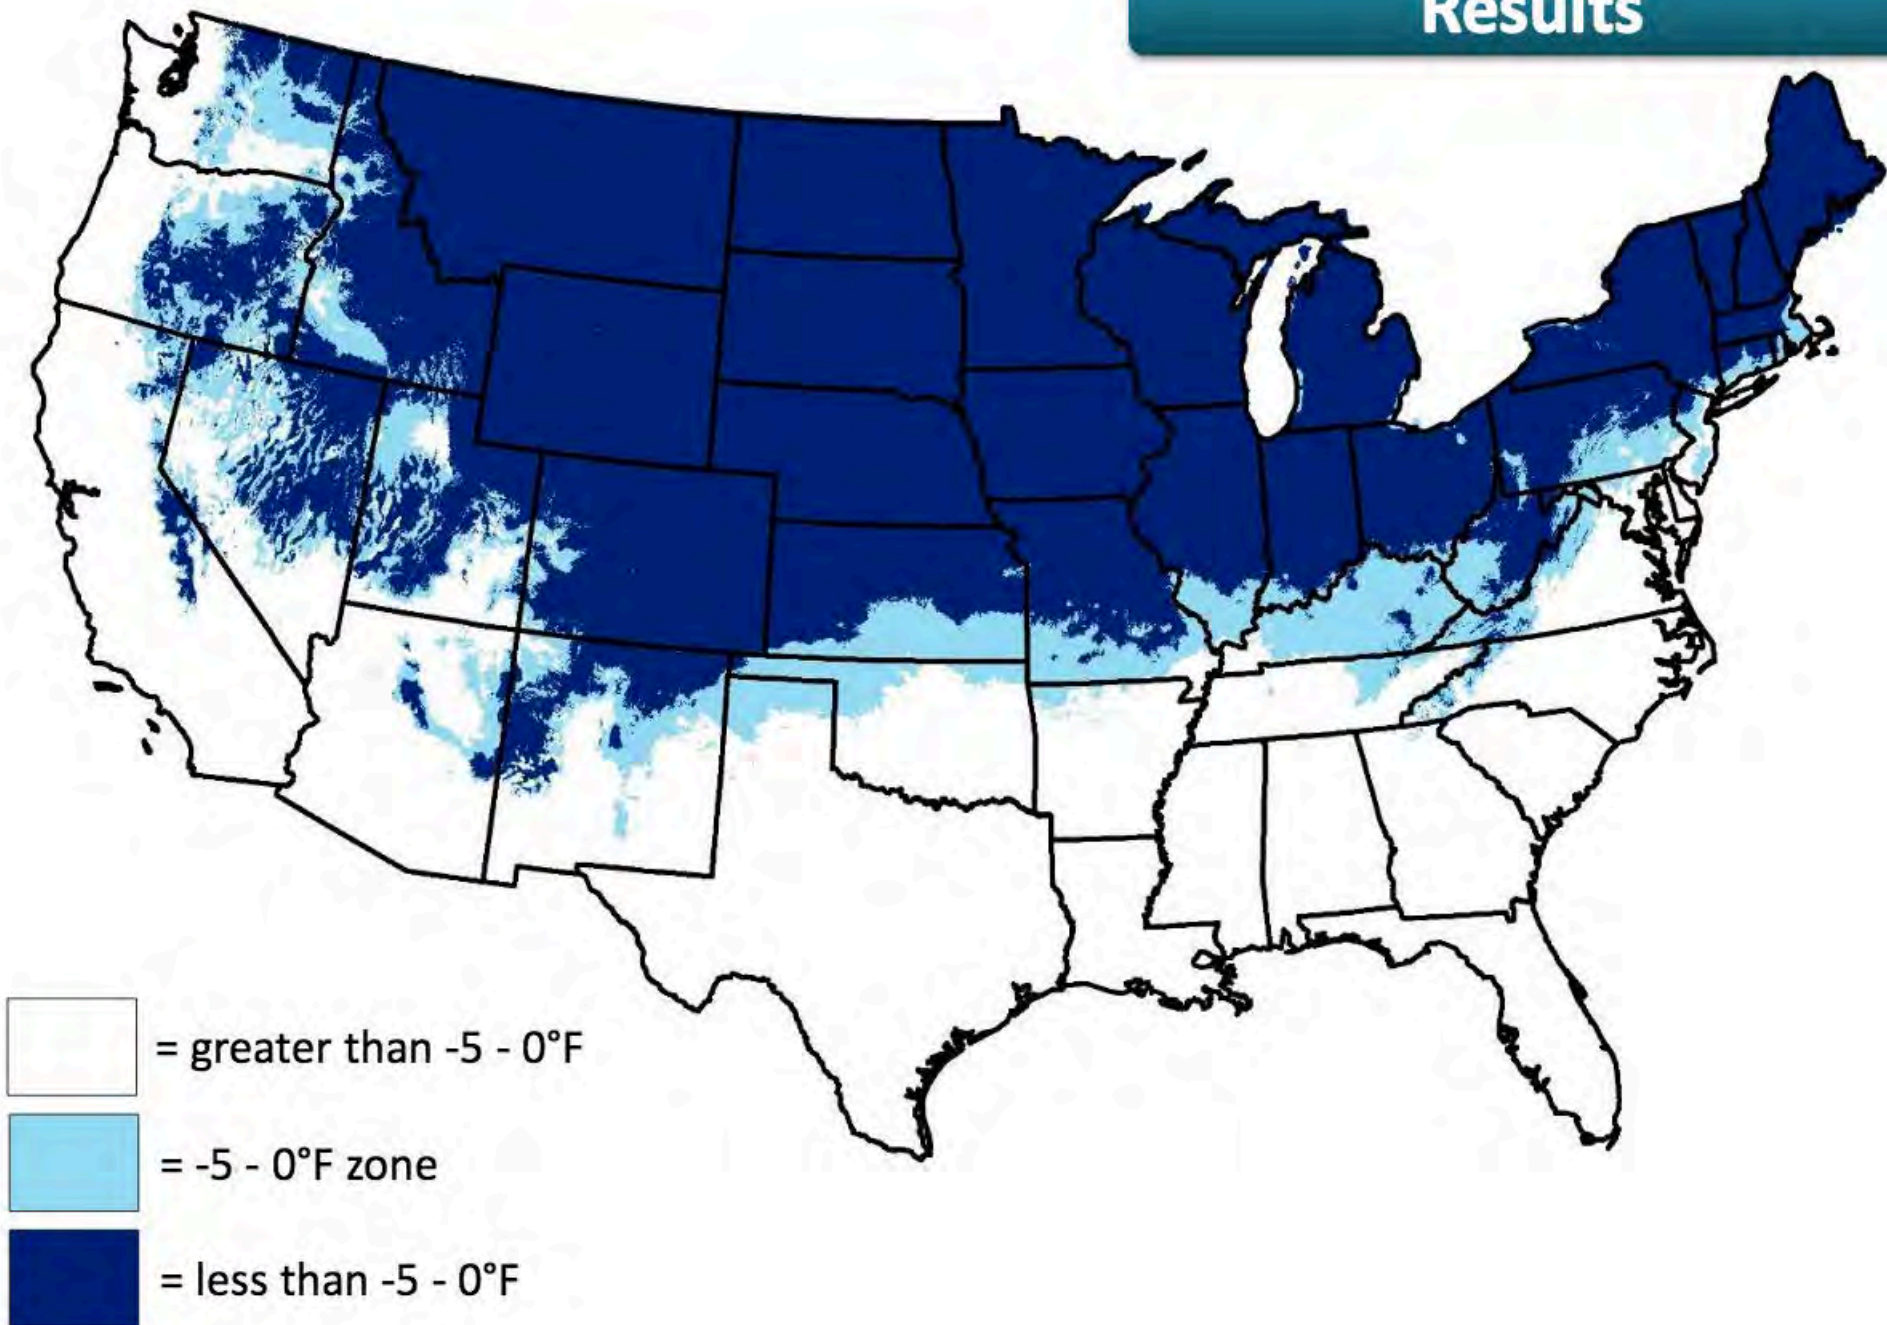 Results
= greater than -5 - 0°F
= -5 - 0°F zone
= less than -5 - 0°F